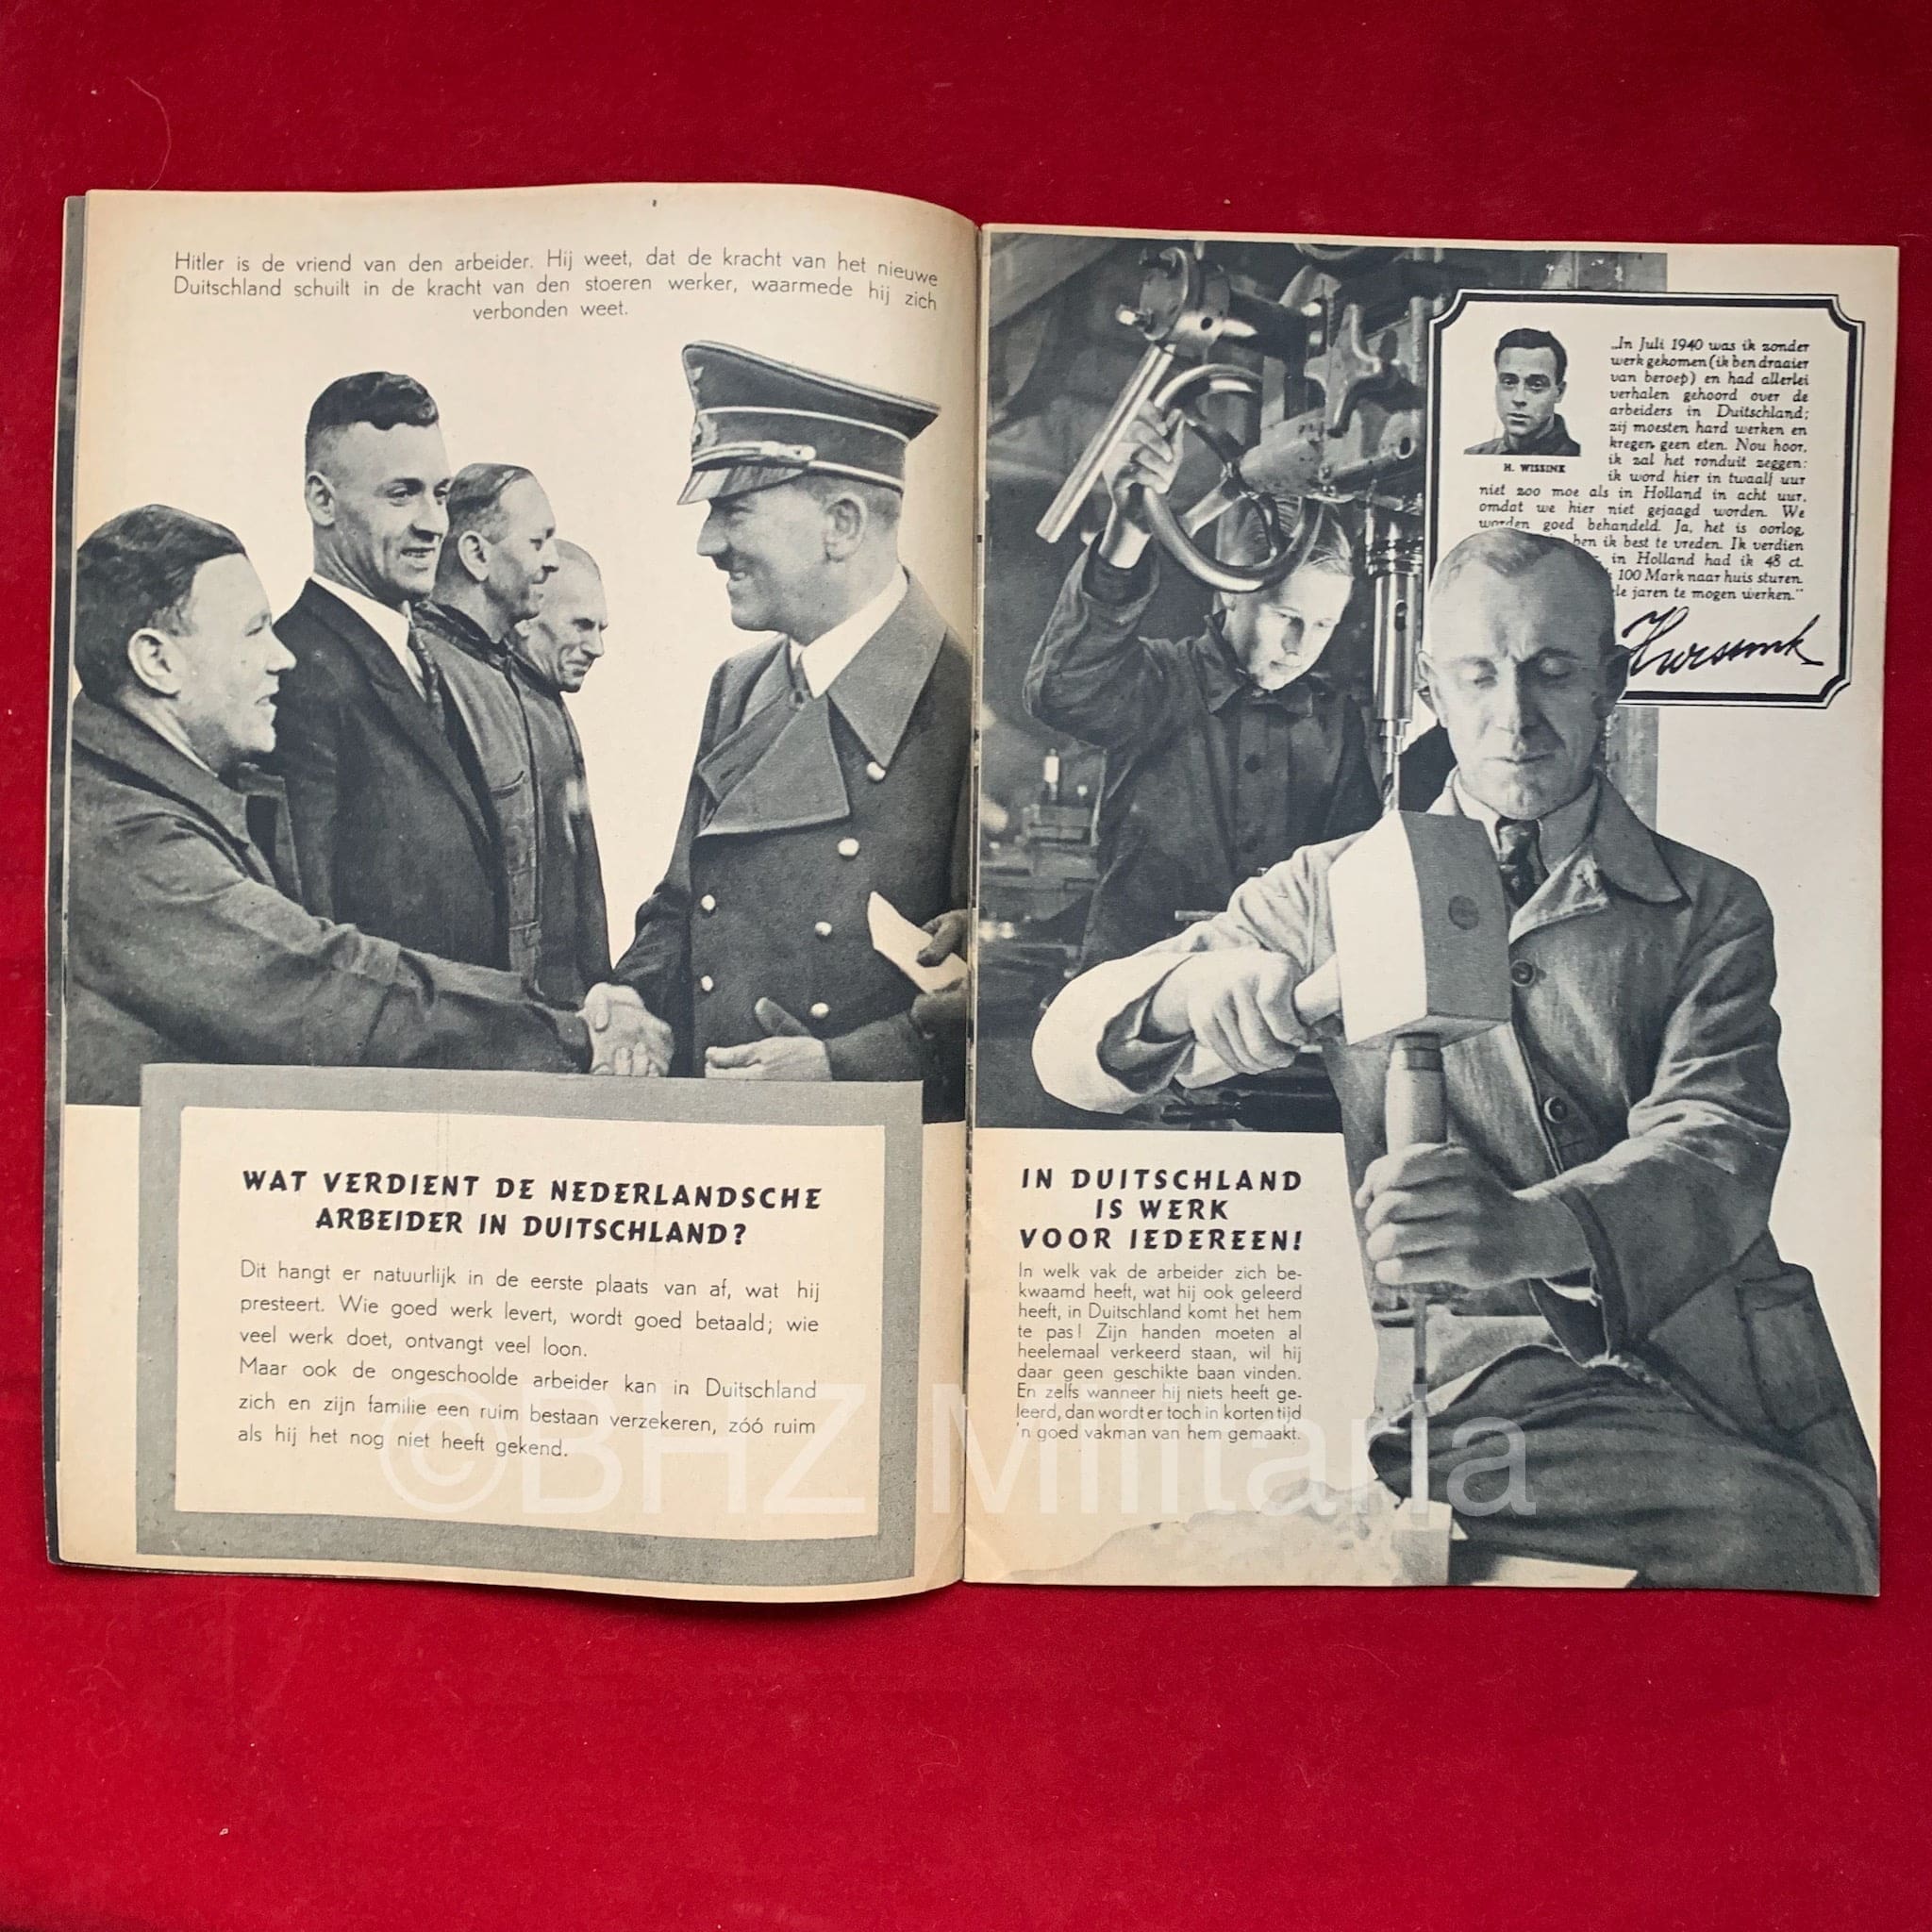 Hitler is de vriend van den arbeider. Hij weet, dat de kracht van het nieuwe
Duitschland schuilt in de kracht van den stoeren werker, waarmede hij zich
verbonden weet.
WAT VERDIENT DE NEDERLANDSCHE
ARBEIDER IN DUITSCHLAND?
Dit hangt er natuurlijk in de eerste plaats van af, wat hij
presteert. Wie goed werk levert, wordt goed betaald; wie
veel werk doet, ontvangt veel loon.
Maar ook de ongeschoolde arbeider kan in Duitschland
zich en zijn familie een ruim bestaan verzekeren, zóó ruim
als hij het nog niet heeft gekend.
„In Juli 1940 was ik zonder
werk gekomen (ik ben draaier
van beroep) en had allerlei
verhalen gehoord over de
arbeiders in Duitschland;
zij moesten hard werken en
kregen geen eten. Nou hoor,
ik zal het ronduit zeggen:
ik word hier in twaalf uur
niet zoo moe als in Holland in acht uur,
omdat we hier niet gejaagd worden. We
worden goed behandeld. Ja, het is oorlog,
ben ik best te vreden. Ik verdien
in Holland had ik 48 ct.
100 Mark naar huis sturen.
le jaren te mogen werken."
H. WISSINK
HWissink
IN DUITSCHLAND
IS WERK
VOOR IEDEREEN!
In welk vak de arbeider zich be-
kwaamd heeft, wat hij ook geleerd
heeft, in Duitschland komt het hem
te pas! Zijn handen moeten al
heelemaal verkeerd staan, wil hij
daar geen geschikte baan vinden.
En zelfs wanneer hij niets heeft ge-
leerd, dan wordt er toch in korten tijd
'n goed vakman van hem gemaakt.
©BHZ Militaria